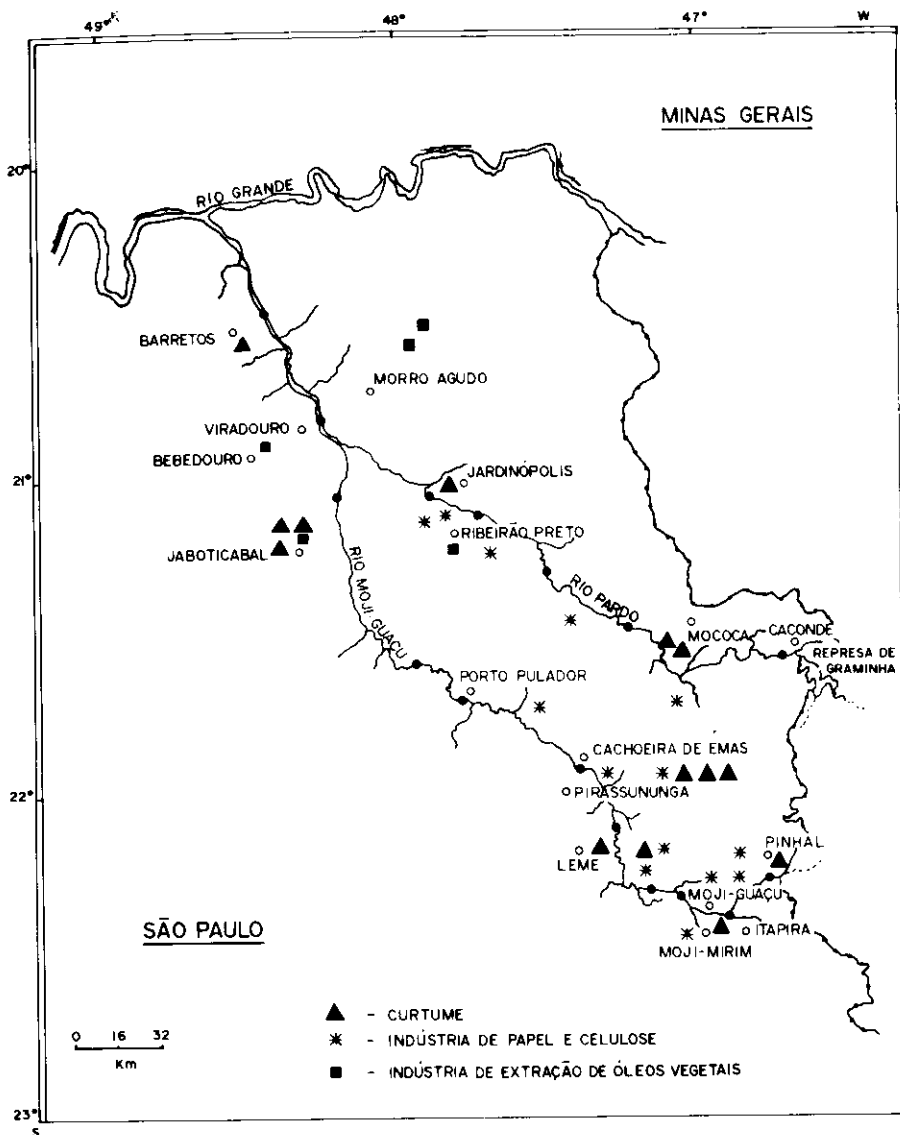 49°
48°
47°
W
MINAS GERAIS
20°
RIO GRANDE
BARRETOS
MORRO AGUDO
VIRADOURO
BEBEDOURO
JARDINÓPOLIS
21°
RIBEIRÃO PRETO
JABOTICABAL
RIO MOJI GUAÇU
RIO PARDO
MOCOCA
CACONDE
REPRESA DE
GRAMINHA
PORTO PULADOR
CACHOEIRA DE EMAS
PIRASSUNUNGA
22°
LEME
PINHAL
MOJI-GUAÇU
SÃO PAULO
ITAPIRA
MOJI-MIRIM
- CURTUME
0 16 32
Km
- INDÚSTRIA DE PAPEL E CELULOSE
- INDÚSTRIA DE EXTRAÇÃO DE ÓLEOS VEGETAIS
23°
S